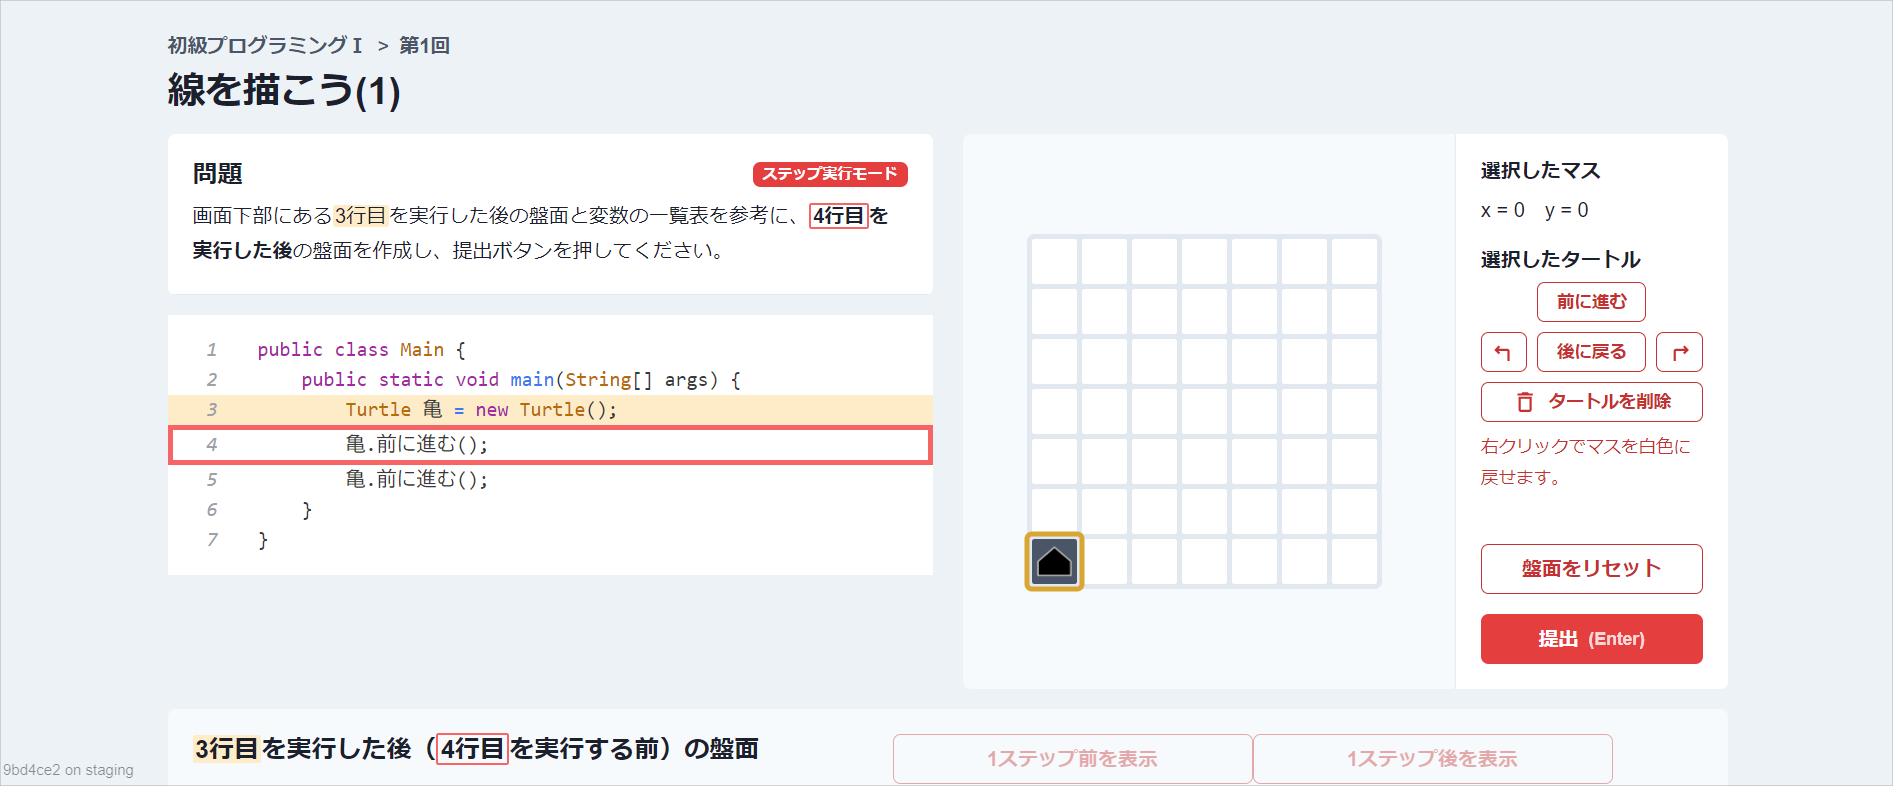 初級プログラミング I > 第1回
線を描こう(1)
問題
ステップ実行モード
画面下部にある3行目を実行した後の盤面と変数の一覧表を参考に、4行目を
実行した後の盤面を作成し、提出ボタンを押してください。
1 public class Main {
2 public static void main(String[] args) {
3 Turtle 亀 = new Turtle();
4 亀.前に進む();
5 亀.前に進む();
6 }
7 }
選択したマス
x = 0 y = 0
選択したタートル
前に進む
後に戻る
タートルを削除
右クリックでマスを白色に
戻せます。
盤面をリセット
提出 (Enter)
3行目を実行した後（4行目を実行する前）の盤面
1ステップ前を表示
1ステップ後を表示
9bd4ce2 on staging